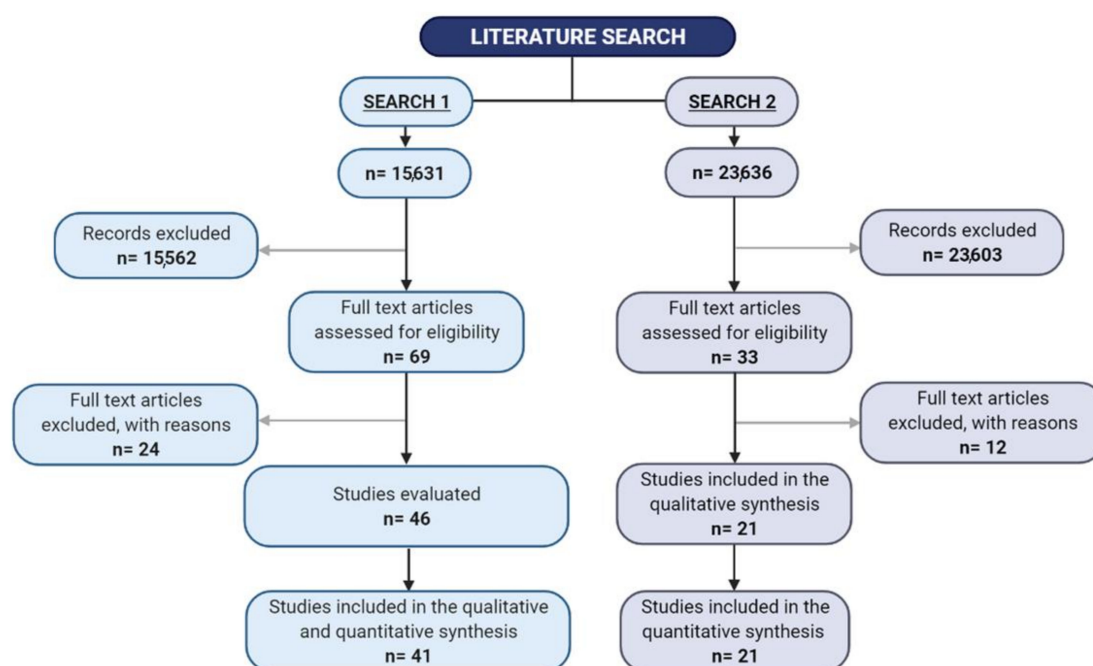 LITERATURE SEARCH
SEARCH 1
SEARCH 2
n= 15,631
n= 23,636
Records excluded
n= 15,562
Records excluded
n= 23,603
Full text articles
assessed for eligibility
n= 69
Full text articles
assessed for eligibility
n= 33
Full text articles
excluded, with reasons
n= 24
Full text articles
excluded, with reasons
n= 12
Studies evaluated
n= 46
Studies included in the
qualitative synthesis
n= 21
Studies included in the qualitative
and quantitative synthesis
n= 41
Studies included in the
quantitative synthesis
n= 21